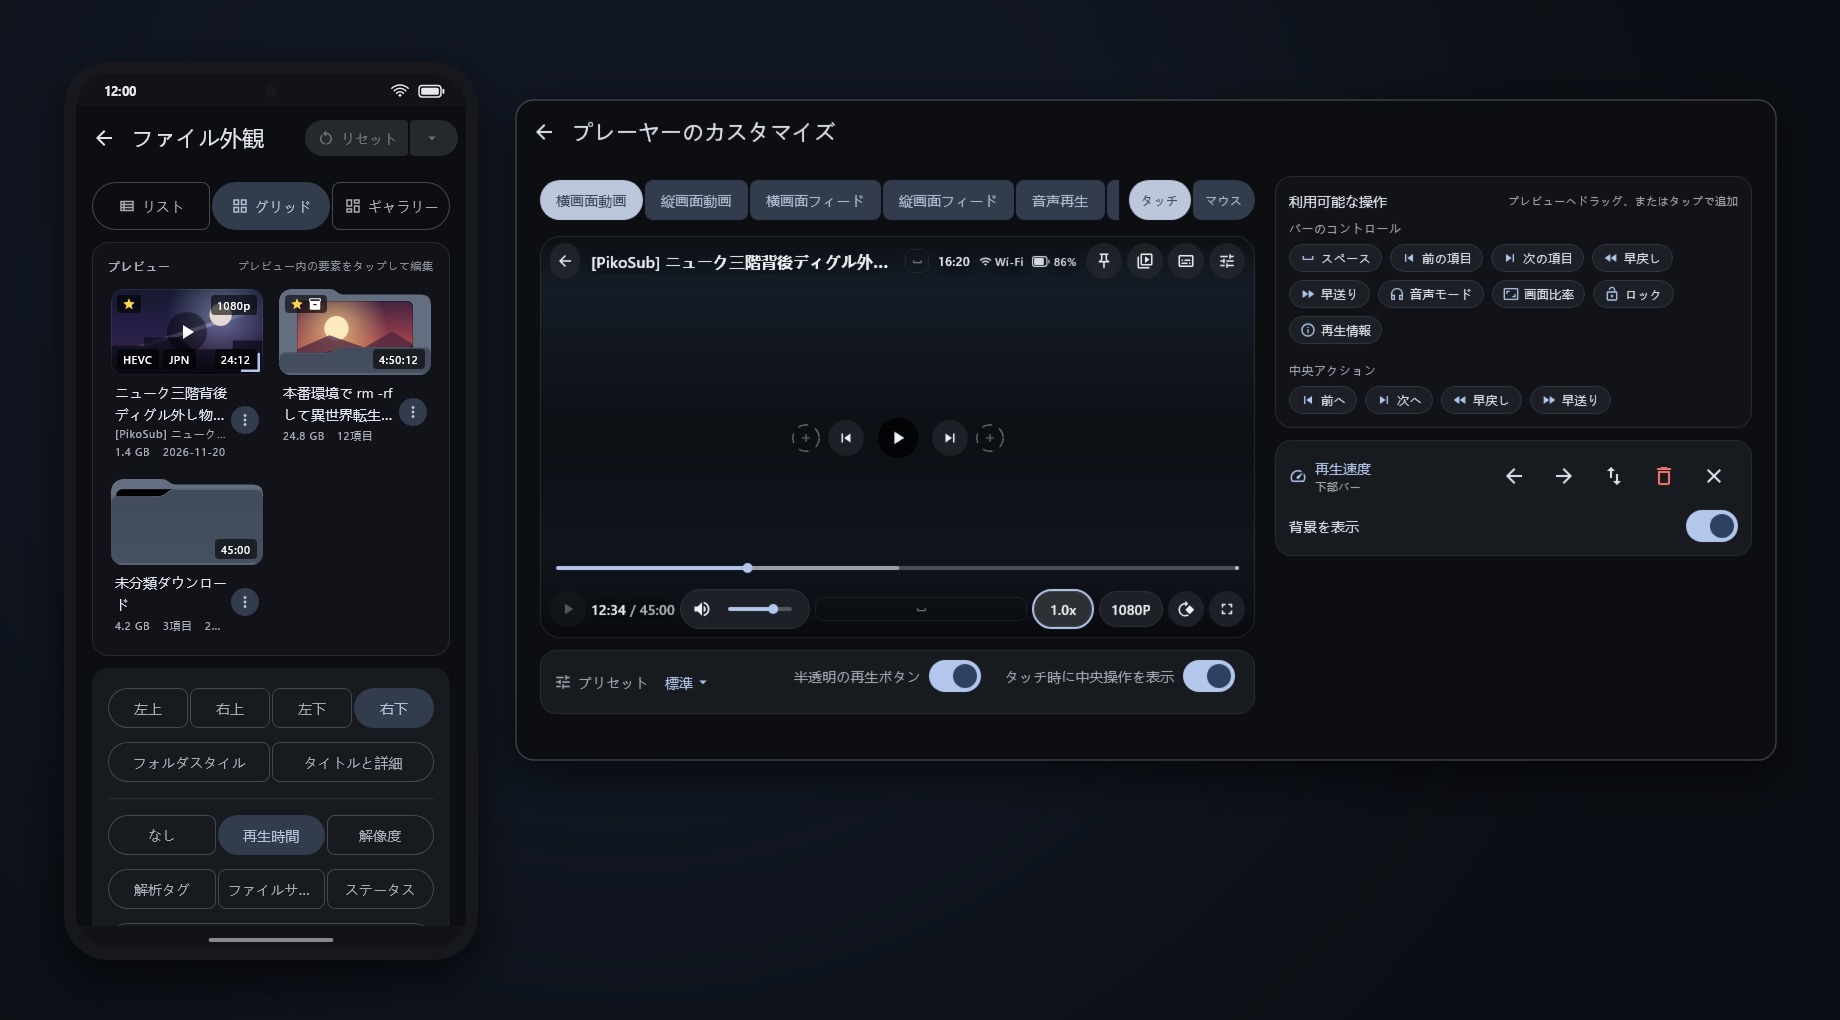 12:00
ファイル外観
リセット
リスト
グリッド
ギャラリー
プレビュー
プレビュー内の要素をタップして編集
1080p
HEVC
JPN
24:12
4:50:12
ニューク三階背後
ディグル外し物...
[PikoSub] ニューク...
1.4 GB 2026-11-20
本番環境で rm -rf
して異世界転生...
24.8 GB 12項目
45:00
未分類ダウンロー
ド
4.2 GB 3項目 2...
左上
右上
左下
右下
フォルダスタイル
タイトルと詳細
なし
再生時間
解像度
解析タグ
ファイルサ...
ステータス
プレーヤーのカスタマイズ
横画面動画
縦画面動画
横画面フィード
縦画面フィード
音声再生
タッチ
マウス
[PikoSub] ニューク三階背後ディグル外...
16:20
Wi-Fi
86%
12:34 / 45:00
1.0x
1080P
プリセット
標準
半透明の再生ボタン
タッチ時に中央操作を表示
利用可能な操作
プレビューへドラッグ、またはタップで追加
バーのコントロール
スペース
前の項目
次の項目
早戻し
早送り
音声モード
画面比率
ロック
再生情報
中央アクション
前へ
次へ
早戻し
早送り
再生速度
下部バー
背景を表示